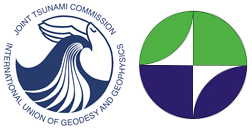 JOINT TSUNAMI COMMISSION
INTERNATIONAL UNION OF GEODESY AND GEOPHYSICS